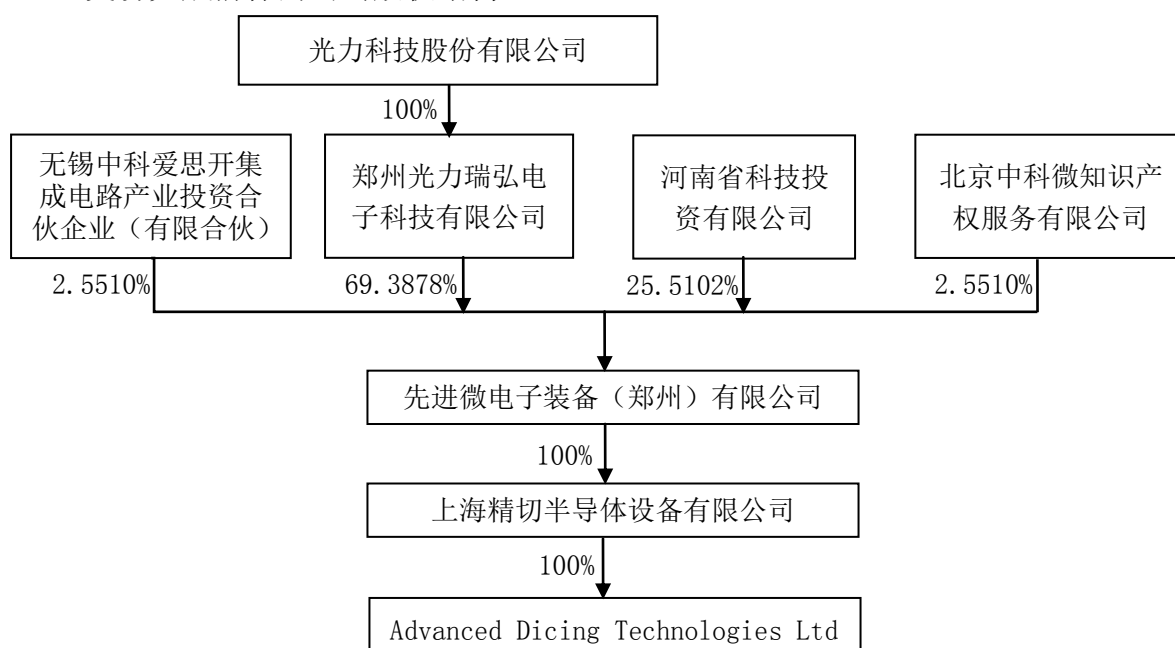 光力科技股份有限公司
100%
无锡中科爱思开集
成电路产业投资合
伙企业（有限合伙）
郑州光力瑞弘电
子科技有限公司
河南省科技投
资有限公司
北京中科微知识产
权服务有限公司
2.5510%
69.3878%
25.5102%
2.5510%
先进微电子装备（郑州）有限公司
100%
上海精切半导体设备有限公司
100%
Advanced Dicing Technologies Ltd